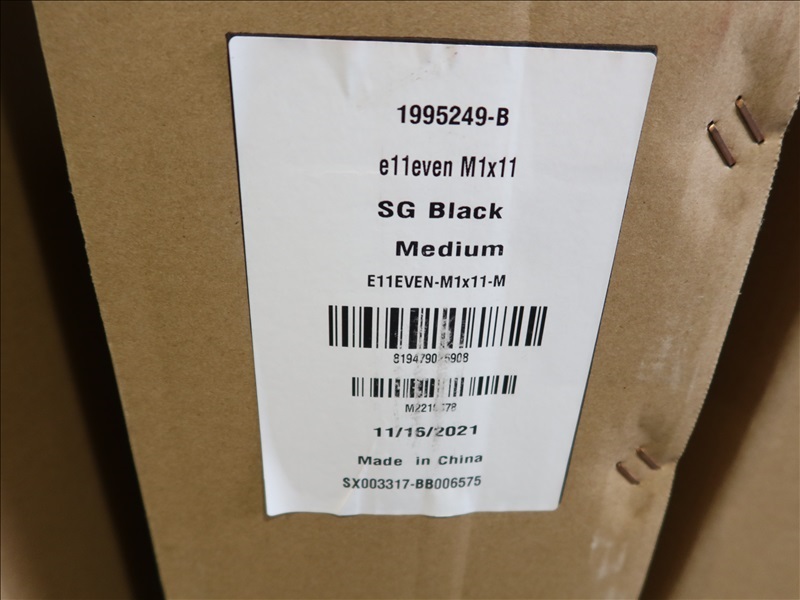 1995249-B
e11even M1x11
SG Black
Medium
E11EVEN-M1x11-M
11/15/2021
Made in China
SX003317-BB006575